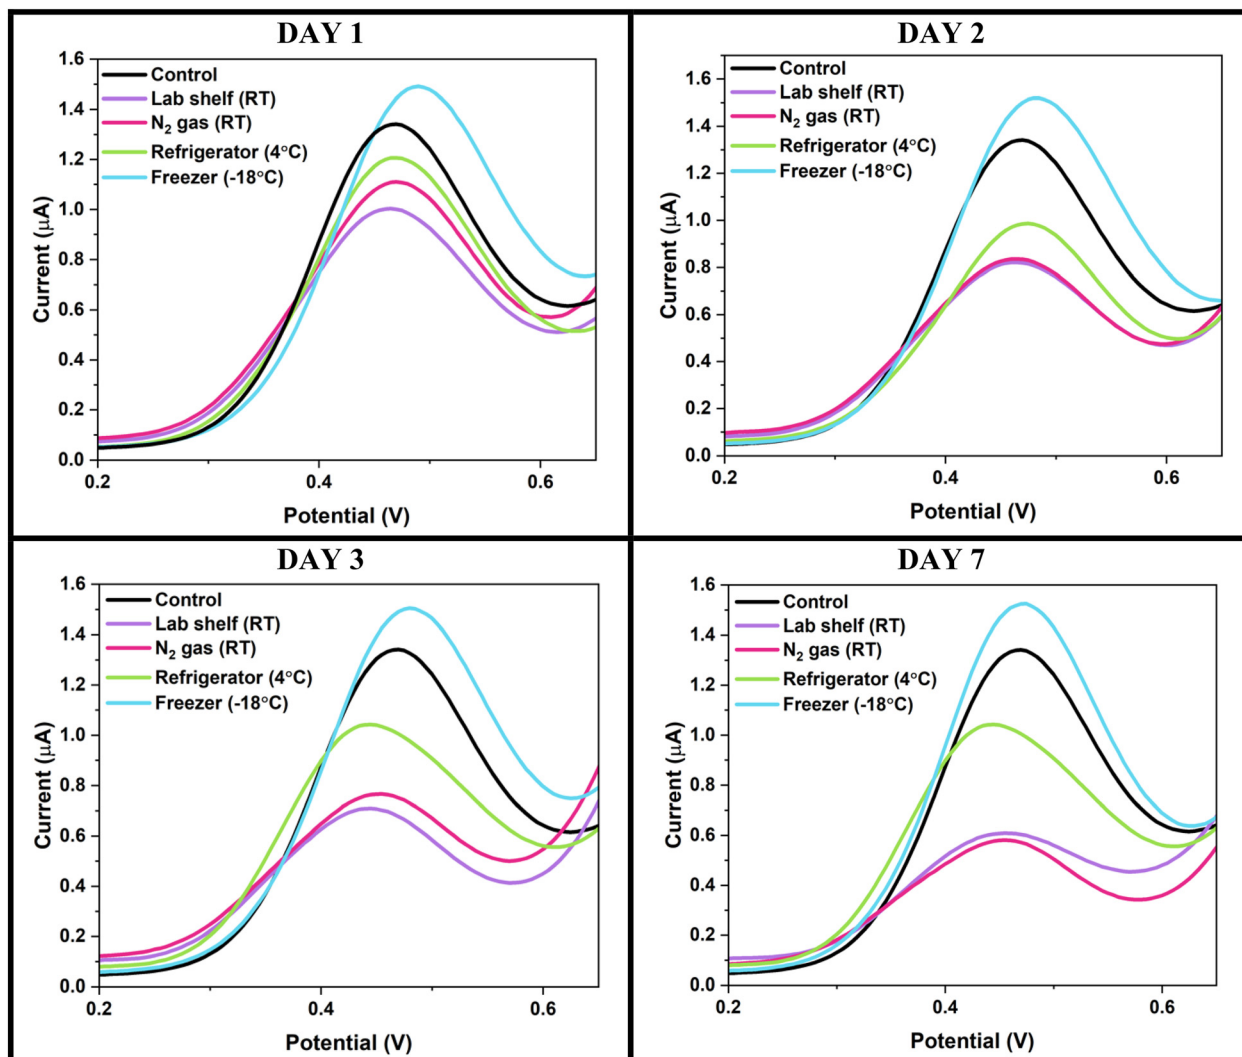 DAY 1
1.6
1.4
1.2
1.0
0.8
0.6
0.4
0.2
0.0
Current (μA)
Control
Lab shelf (RT)
N₂ gas (RT)
Refrigerator (4°C)
Freezer (-18°C)
0.2
0.4
0.6
Potential (V)
DAY 2
1.6
1.4
1.2
1.0
0.8
0.6
0.4
0.2
0.0
Current (μA)
Control
Lab shelf (RT)
N₂ gas (RT)
Refrigerator (4°C)
Freezer (-18°C)
0.2
0.4
0.6
Potential (V)
DAY 3
1.6
1.4
1.2
1.0
0.8
0.6
0.4
0.2
0.0
Current (μA)
Control
Lab shelf (RT)
N₂ gas (RT)
Refrigerator (4°C)
Freezer (-18°C)
0.2
0.4
0.6
Potential (V)
DAY 7
1.6
1.4
1.2
1.0
0.8
0.6
0.4
0.2
0.0
Current (μA)
Control
Lab shelf (RT)
N₂ gas (RT)
Refrigerator (4°C)
Freezer (-18°C)
0.2
0.4
0.6
Potential (V)